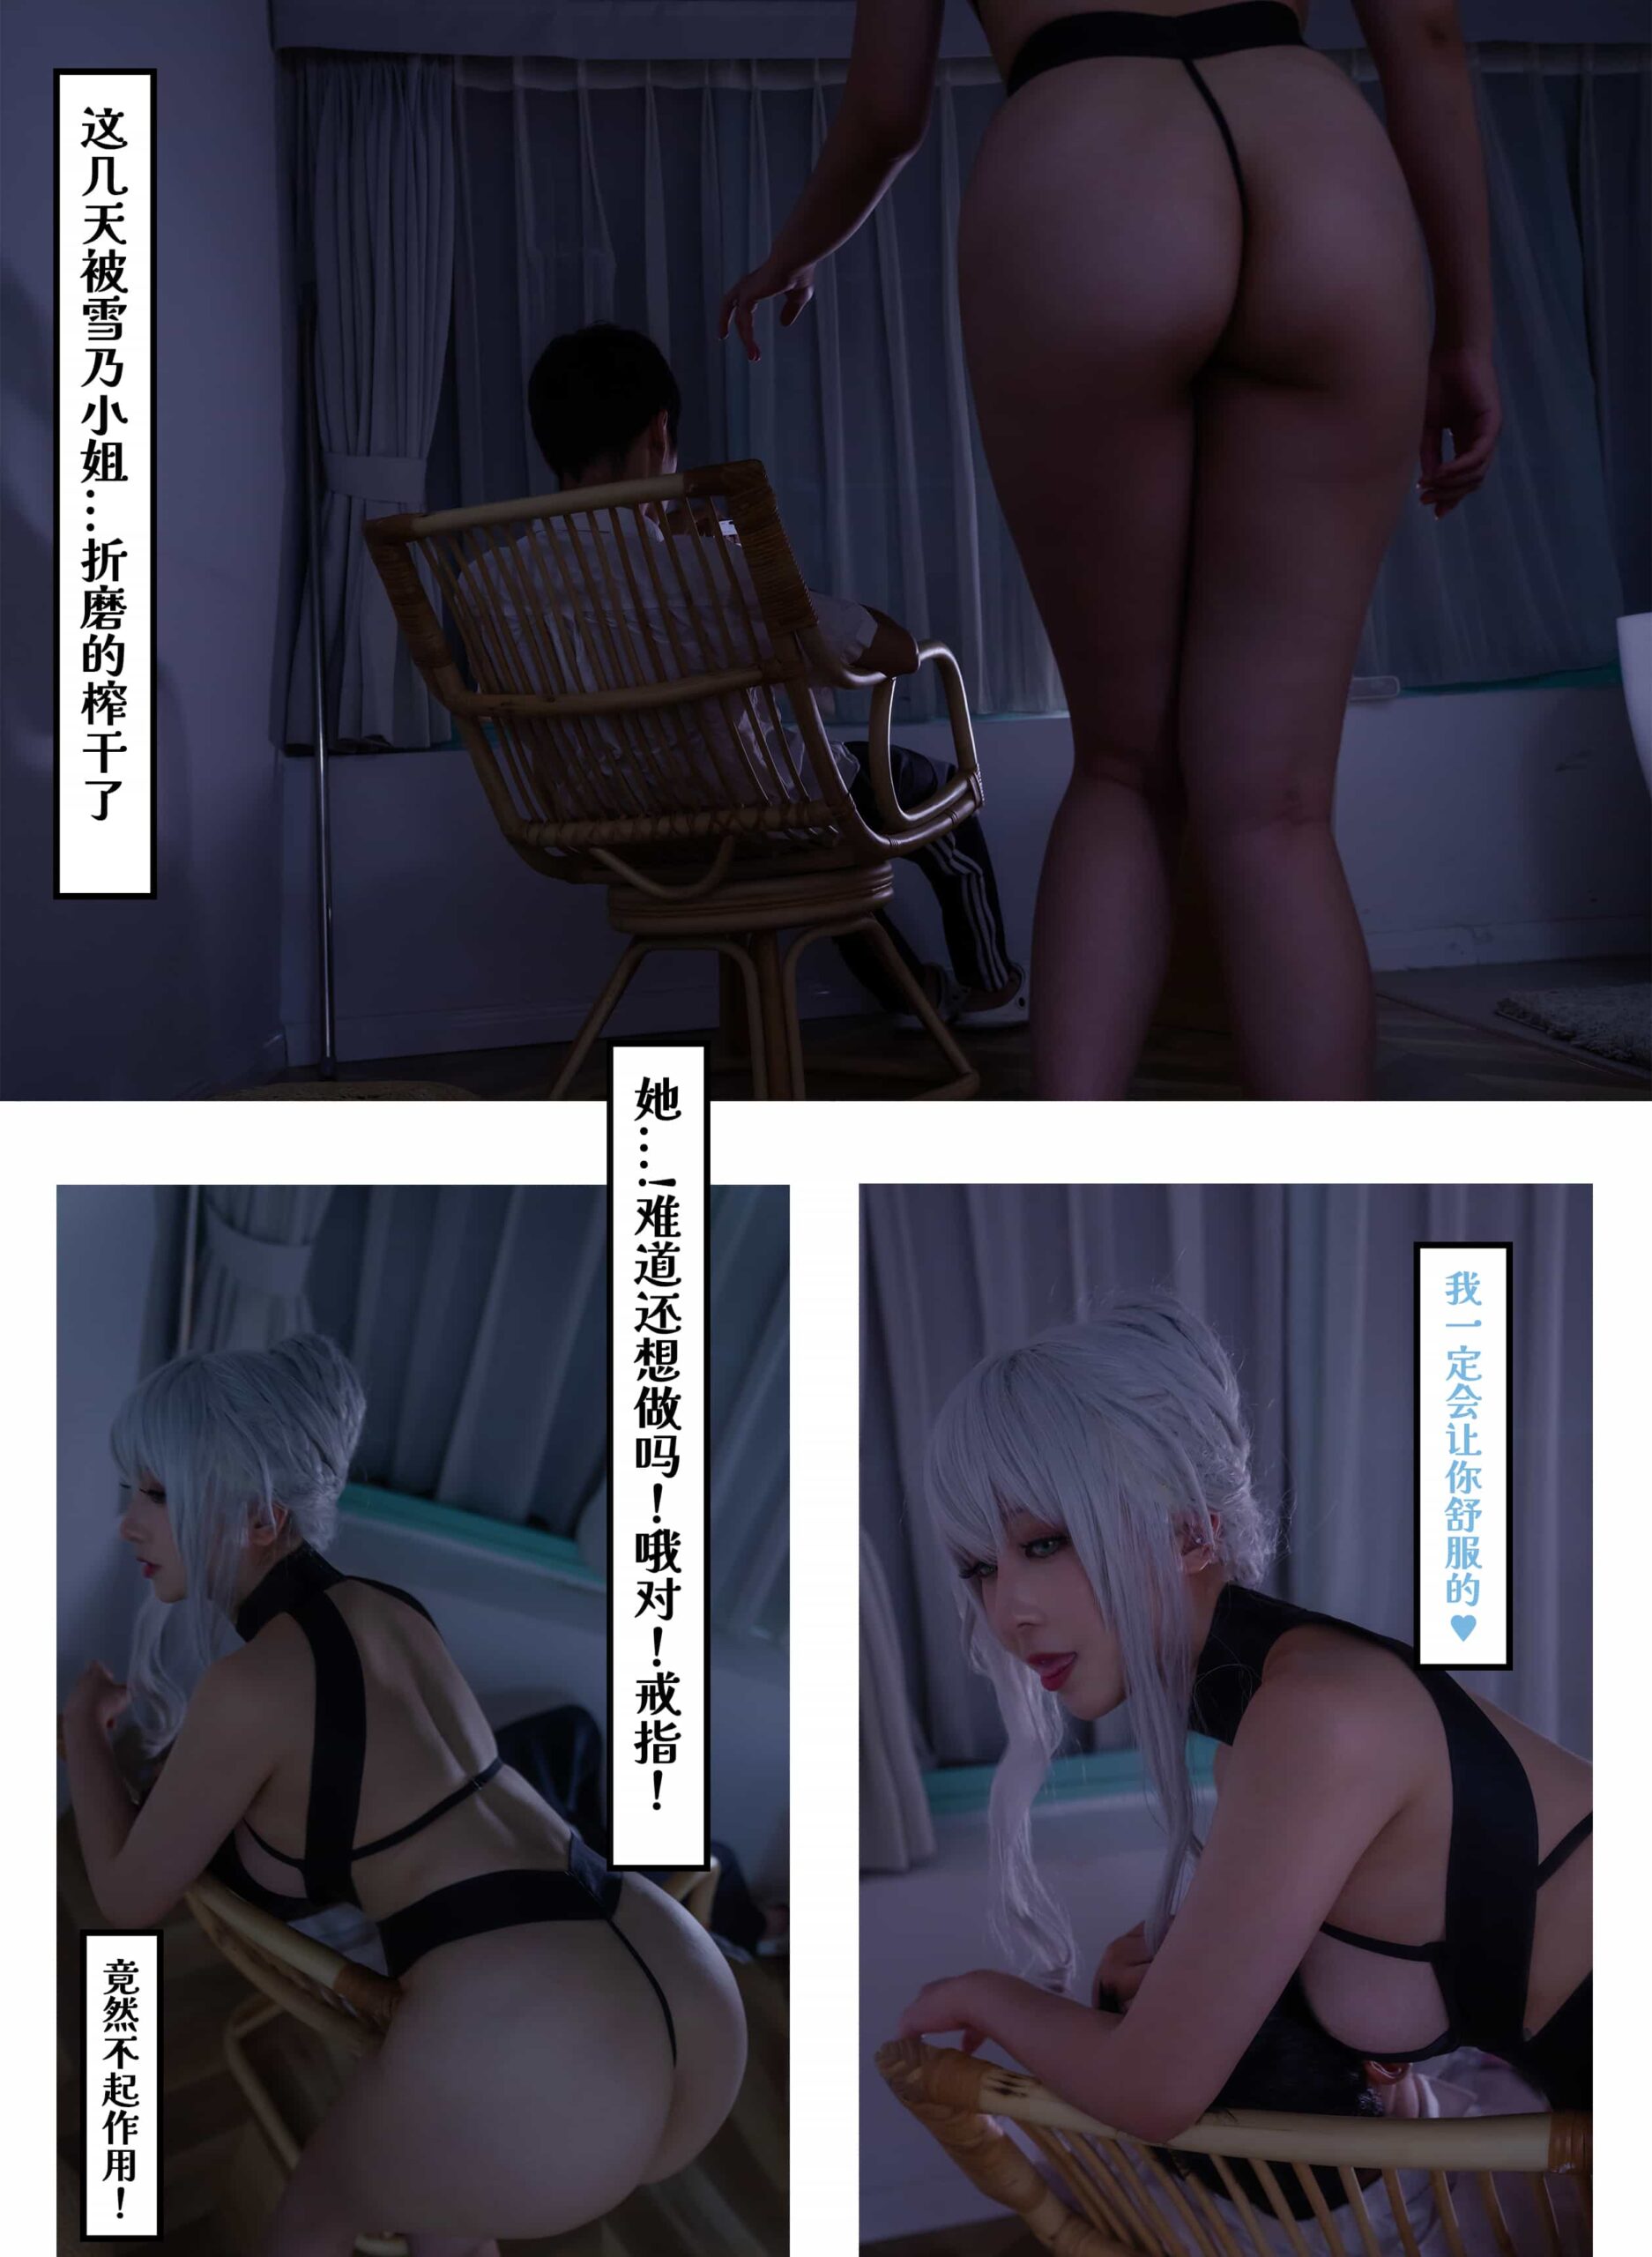 这几天被雪乃小姐…折磨的榨干了
她…！难道还想做吗！哦对！戒指！
我一定会让你舒服的♥
竟然不起作用！